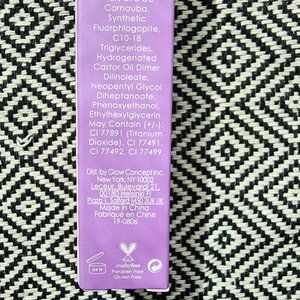 Carnauba,
Synthetic
Fluorphlogopite,
C10-18
Triglycerides,
Hydrogenated
Castor Oil Dimer
Dilinoleate,
Neopentyl Glycol
Diheptanoate,
Phenoxyethanol,
Ethylhexylglycerin.
May Contain (+/-):
CI 77891 (Titanium
Dioxide), CI 77491,
CI 77492, CI 77499
Dist. by Glow Concept Inc.
New York, NY 10002
Leceur, Bulevardi 21,
00180 Helsinki FI
Plaza 1, Salford M50 3UB UK
Made in China
Fabriqué en Chine
19-0806
24 M
crueltyfree
Paraben Free
Gluten Free